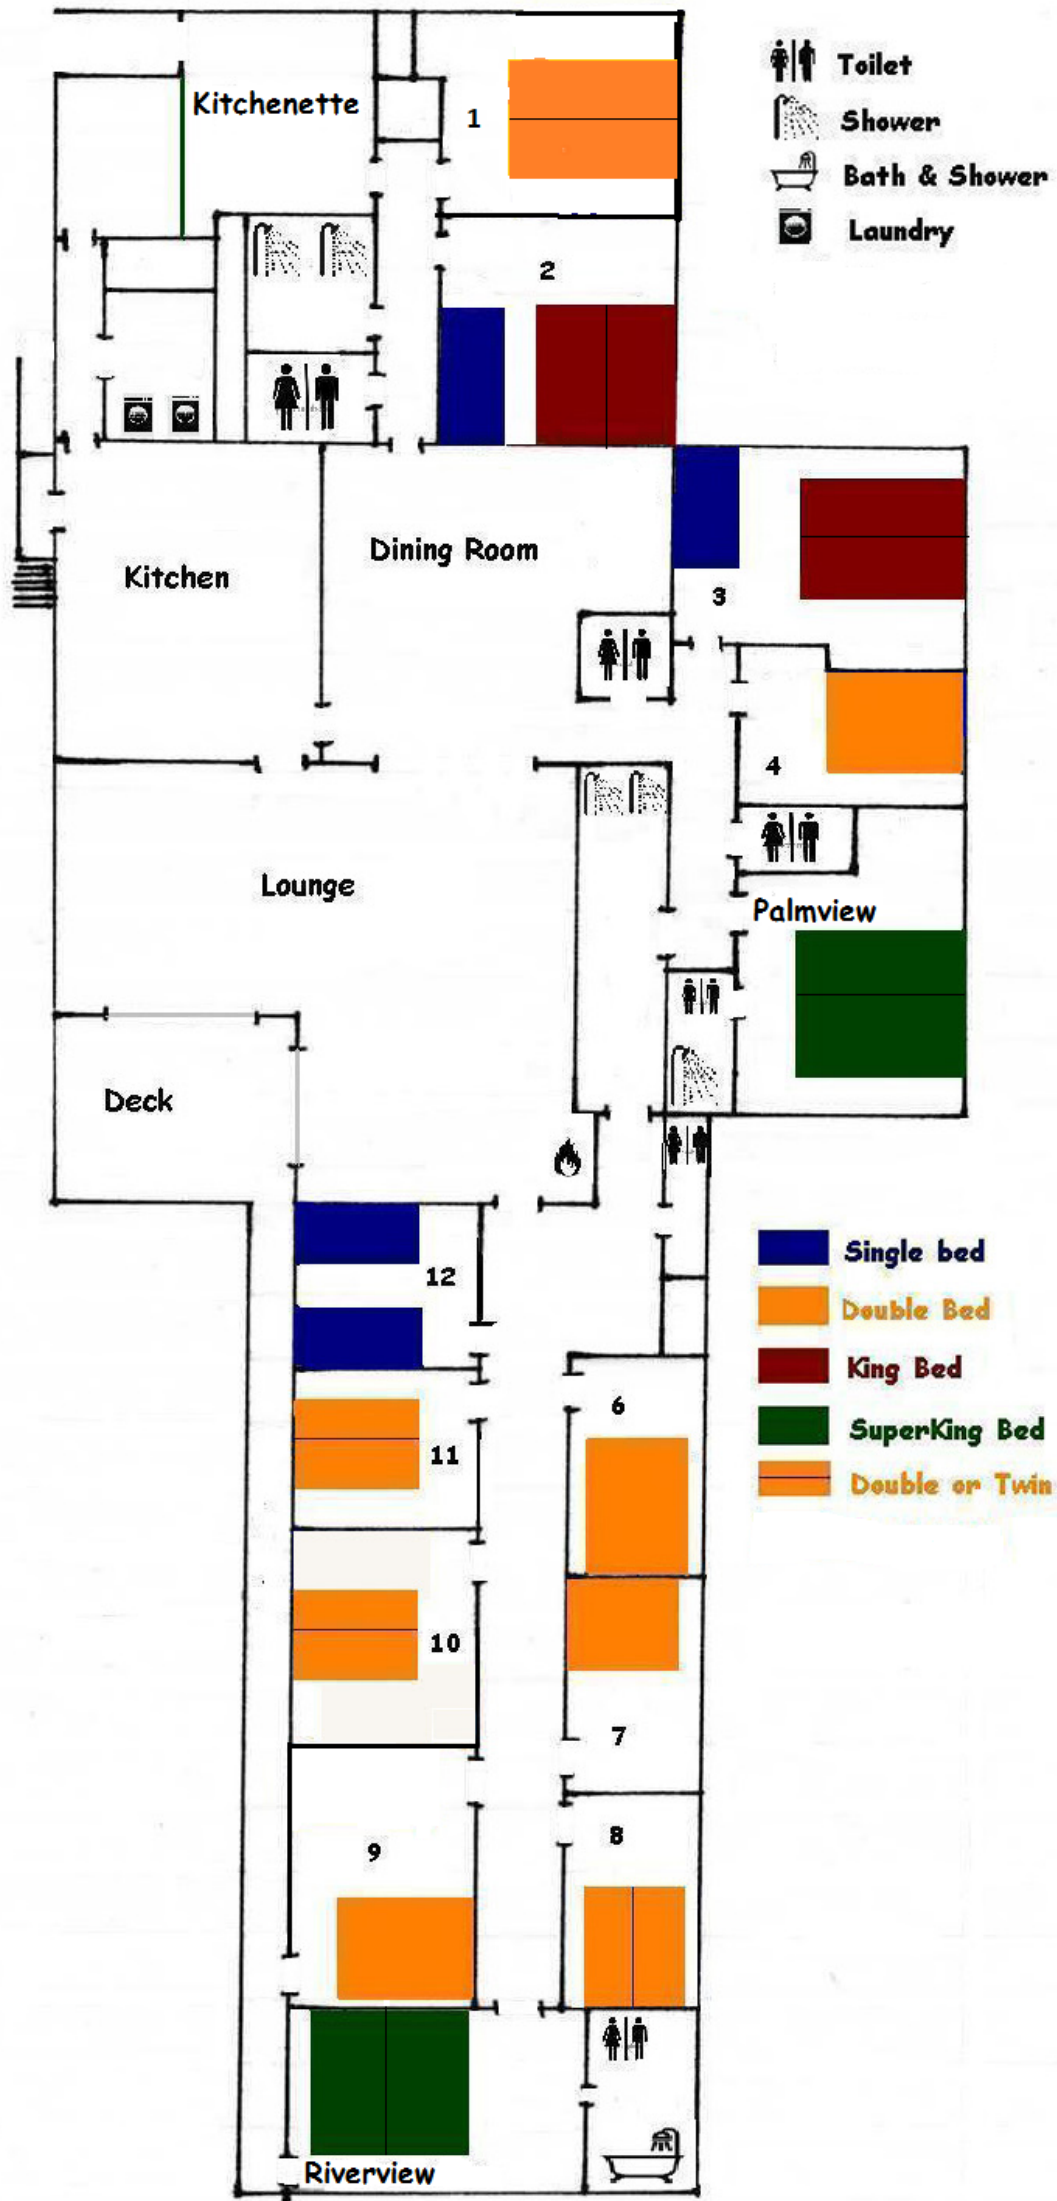 Toilet
Kitchenette
1
Shower
Bath & Shower
Laundry
2
Dining Room
Kitchen
3
4
Lounge
Palmview
Deck
Single bed
12
Double Bed
King Bed
6
SuperKing Bed
11
Double or Twin
10
7
8
9
Riverview